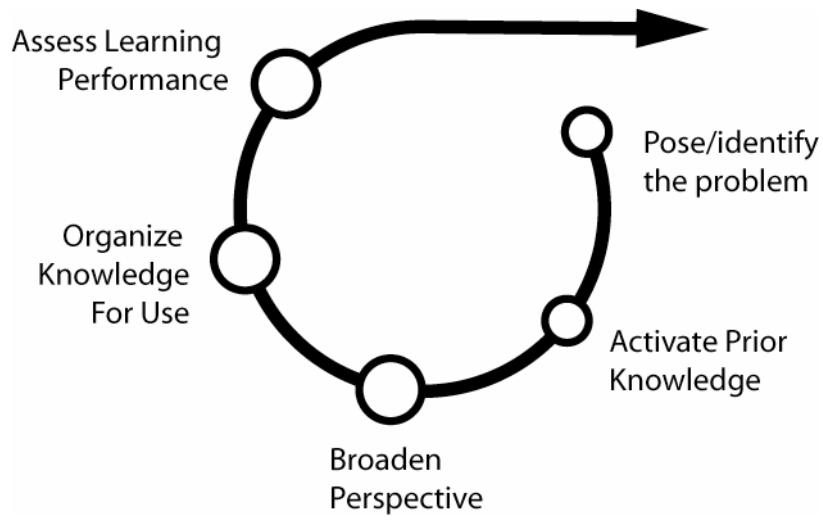 Assess Learning
Performance
Pose/identify
the problem
Organize
Knowledge
For Use
Activate Prior
Knowledge
Broaden
Perspective